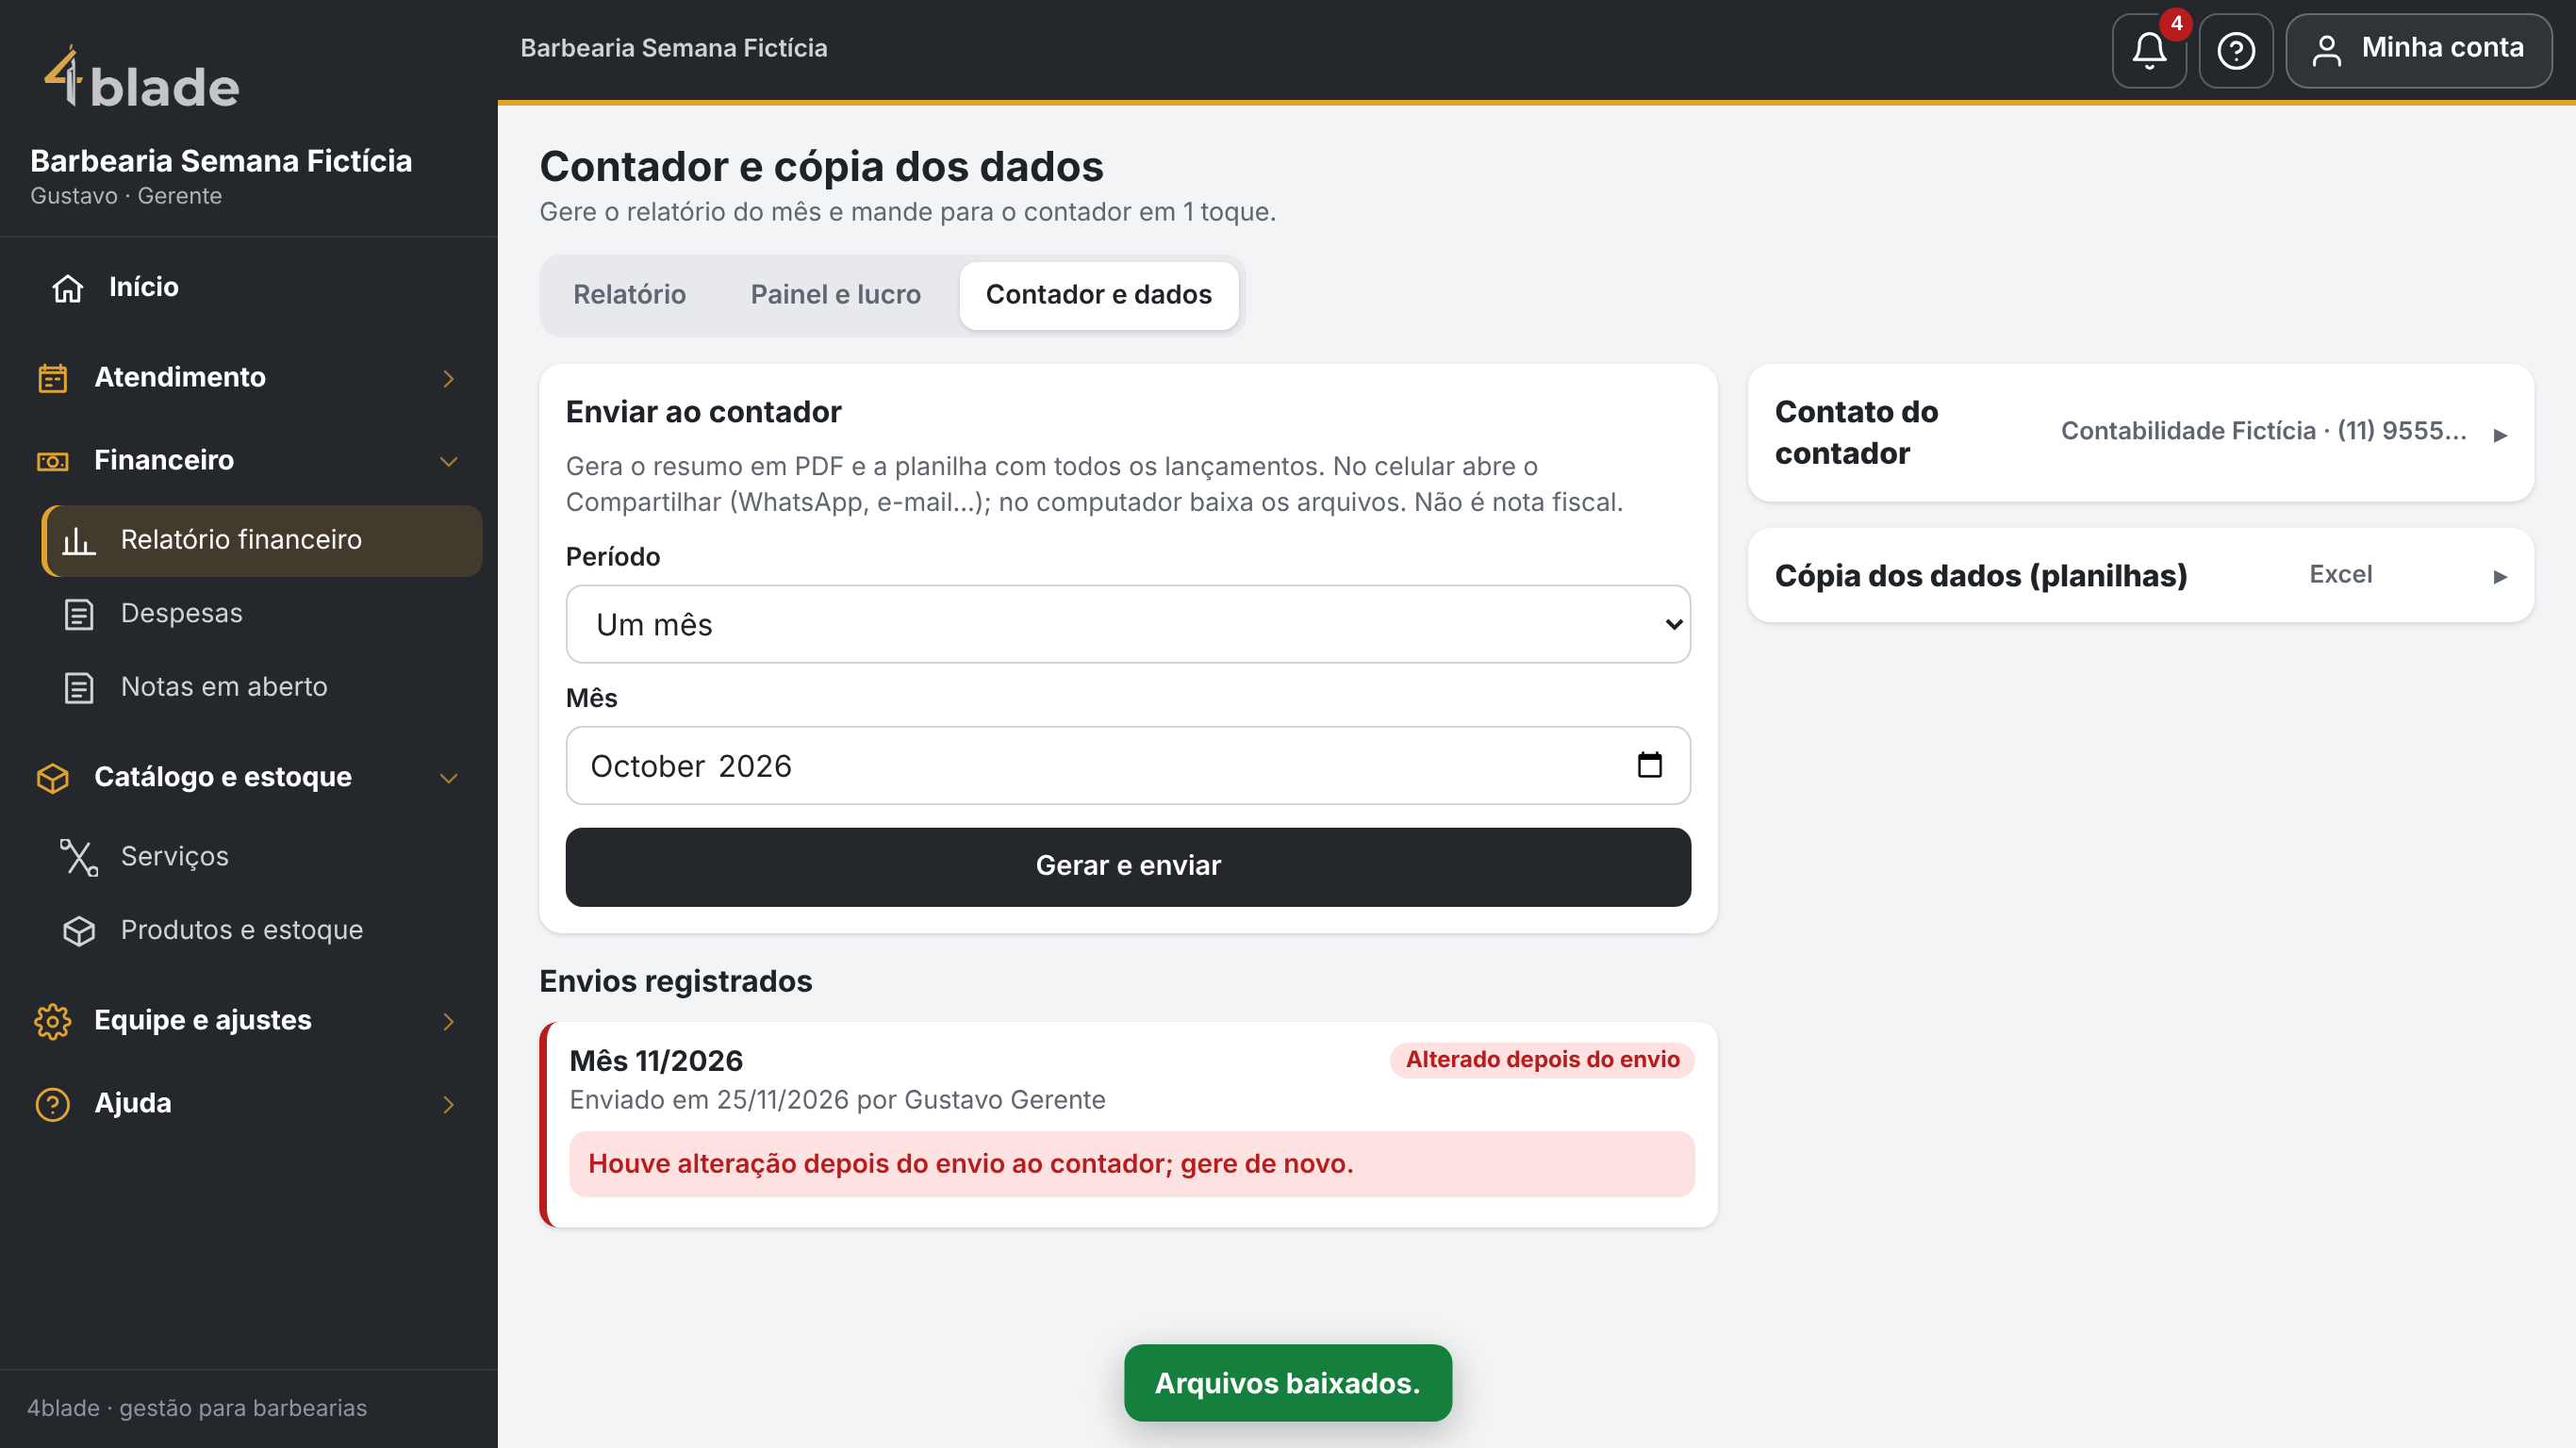 4blade
Barbearia Semana Fictícia
Gustavo · Gerente
Início
Atendimento
Financeiro
Relatório financeiro
Despesas
Notas em aberto
Catálogo e estoque
Serviços
Produtos e estoque
Equipe e ajustes
Ajuda
4blade · gestão para barbearias
Barbearia Semana Fictícia
4
Minha conta
Contador e cópia dos dados
Gere o relatório do mês e mande para o contador em 1 toque.
Relatório
Painel e lucro
Contador e dados
Enviar ao contador
Gera o resumo em PDF e a planilha com todos os lançamentos. No celular abre o
Compartilhar (WhatsApp, e-mail...); no computador baixa os arquivos. Não é nota fiscal.
Período
Um mês
Mês
October 2026
Gerar e enviar
Envios registrados
Mês 11/2026
Alterado depois do envio
Enviado em 25/11/2026 por Gustavo Gerente
Houve alteração depois do envio ao contador; gere de novo.
Contato do
contador
Contabilidade Fictícia · (11) 9555...
Cópia dos dados (planilhas)
Excel
Arquivos baixados.